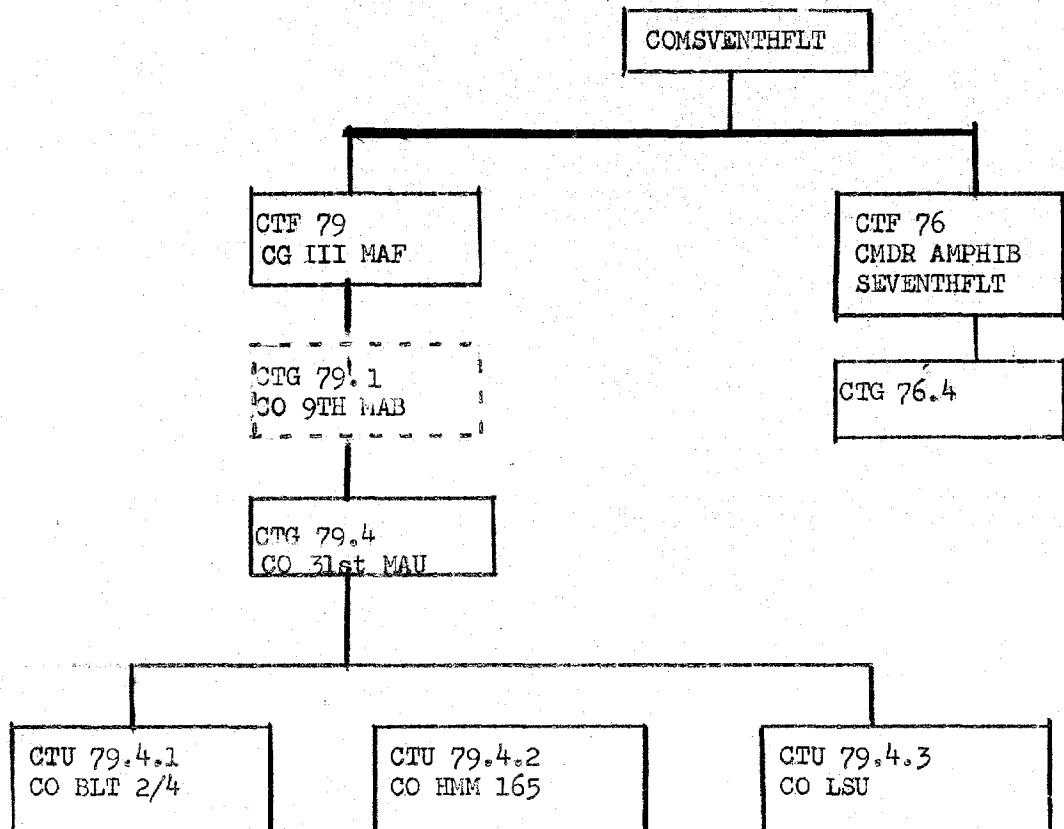 COMSVENTHFLT
CTF 79
CG III MAF
CTF 76
CMDR AMPHIB
SEVENTHFLT
CTG 79.1
CO 9TH MAB
CTG 76.4
CTG 79.4
CO 31st MAU
CTU 79.4.1
CO BLT 2/4
CTU 79.4.2
CO HMM 165
CTU 79.4.3
CO LSU